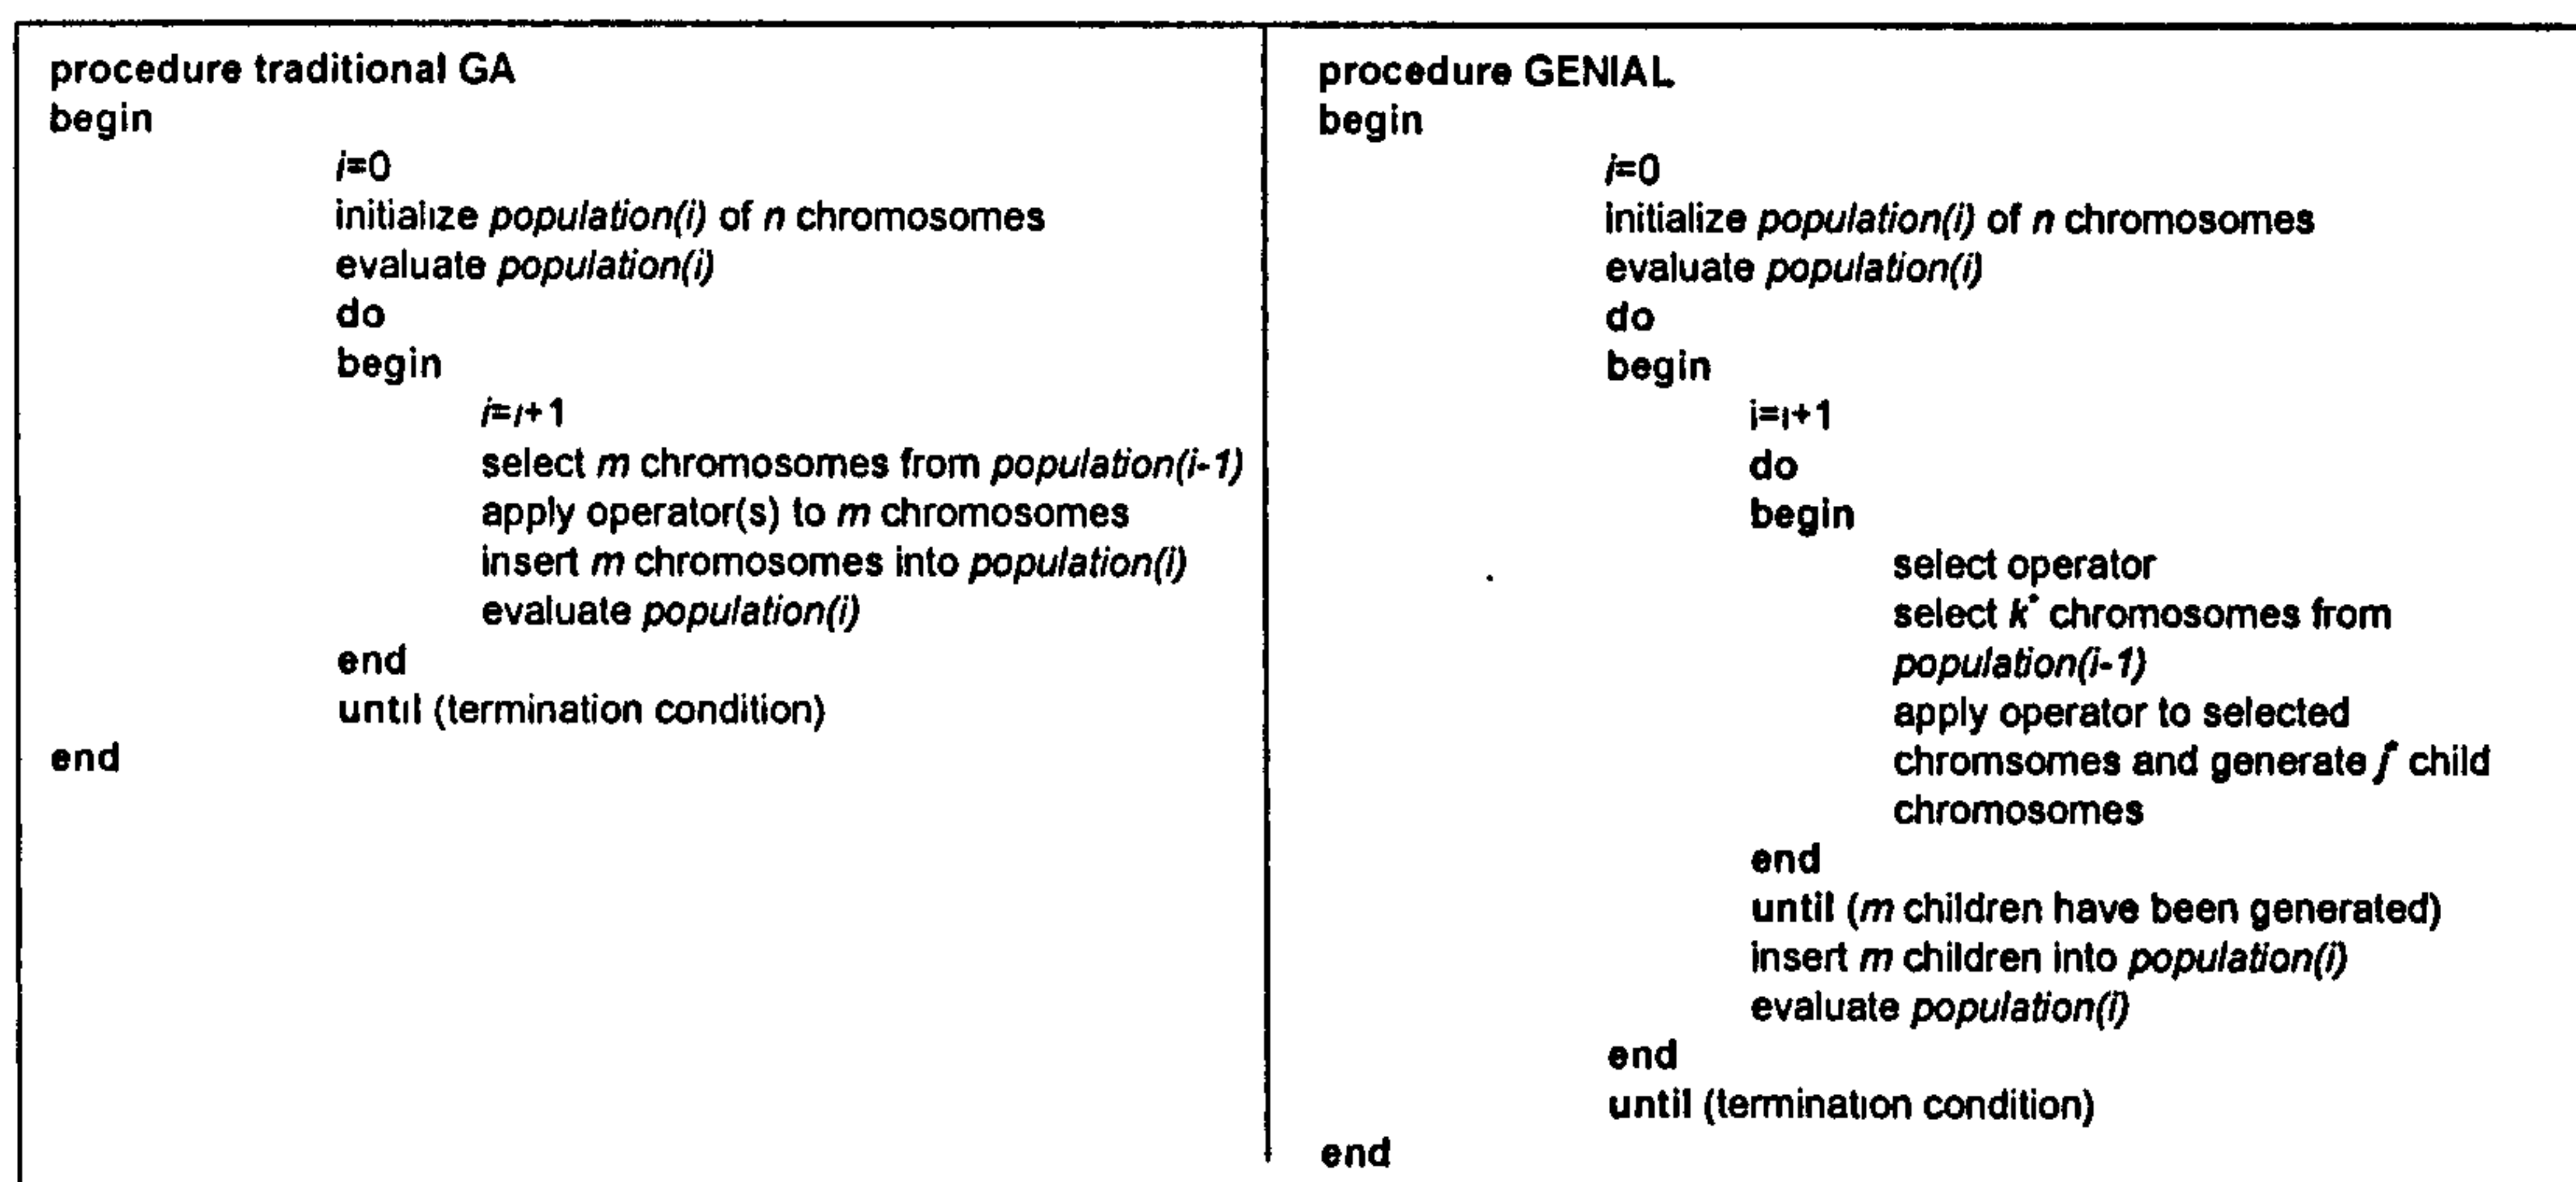 procedure traditional GA
begin
i=0
initialize population(i) of n chromosomes
evaluate population(i)
do
begin
i=i+1
select m chromosomes from population(i-1)
apply operator(s) to m chromosomes
insert m chromosomes into population(i)
evaluate population(i)
end
until (termination condition)
end
procedure GENIAL
begin
i=0
initialize population(i) of n chromosomes
evaluate population(i)
do
begin
i=i+1
do
begin
select operator
select k* chromosomes from
population(i-1)
apply operator to selected
chromsomes and generate j* child
chromosomes
end
until (m children have been generated)
insert m children into population(i)
evaluate population(i)
end
until (termination condition)
end